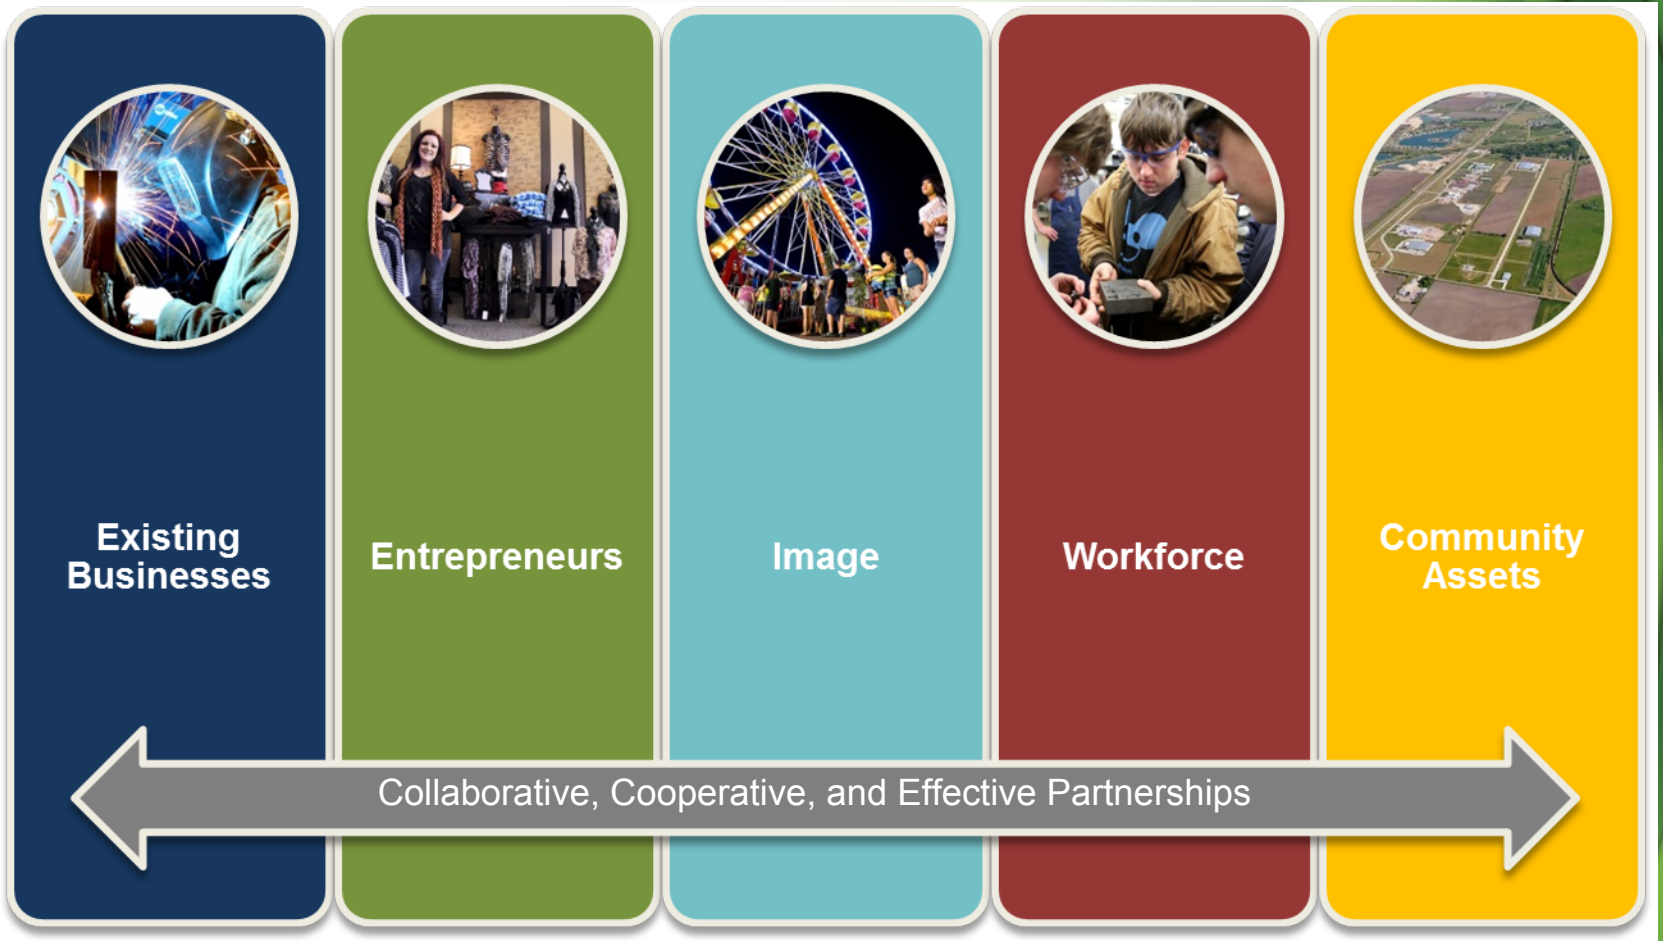 Existing
Businesses
Entrepreneurs
Image
Workforce
Community
Assets
Collaborative, Cooperative, and Effective Partnerships